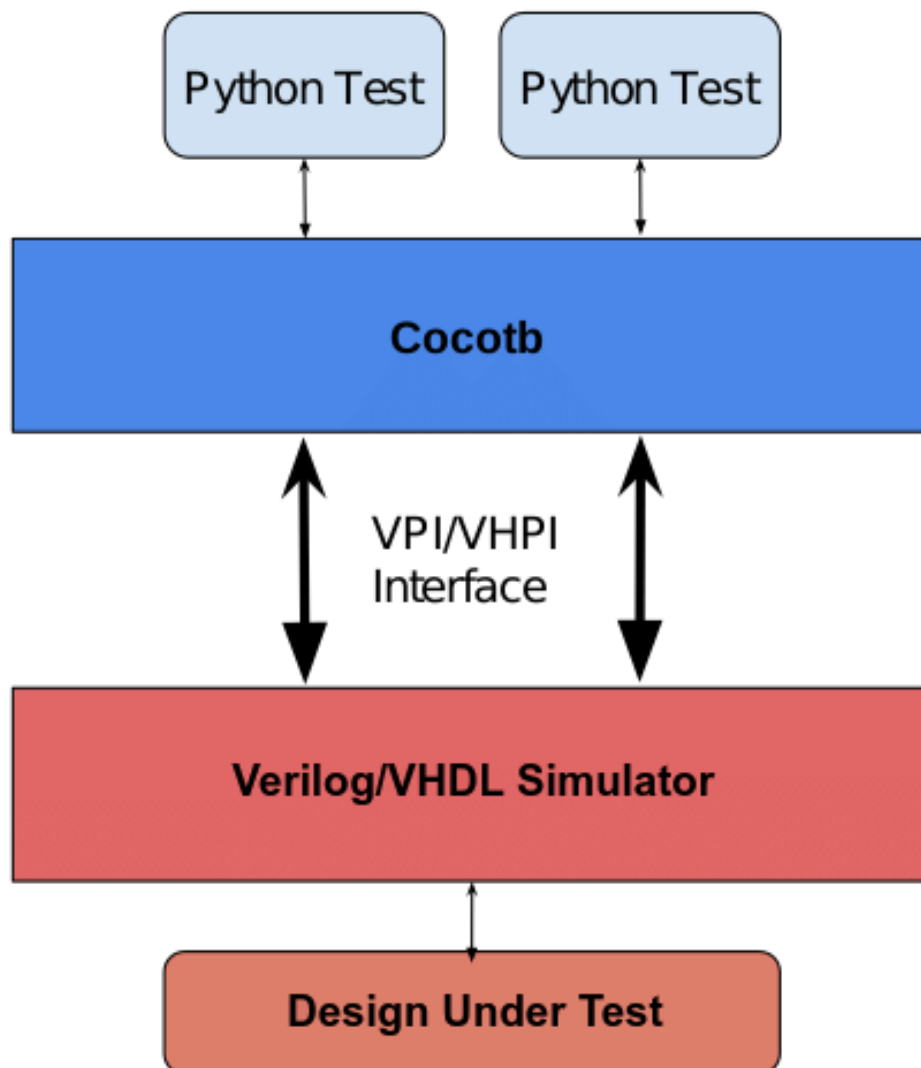 Python Test
Python Test
Cocotb
VPI/VHPI
Interface
Verilog/VHDL Simulator
Design Under Test